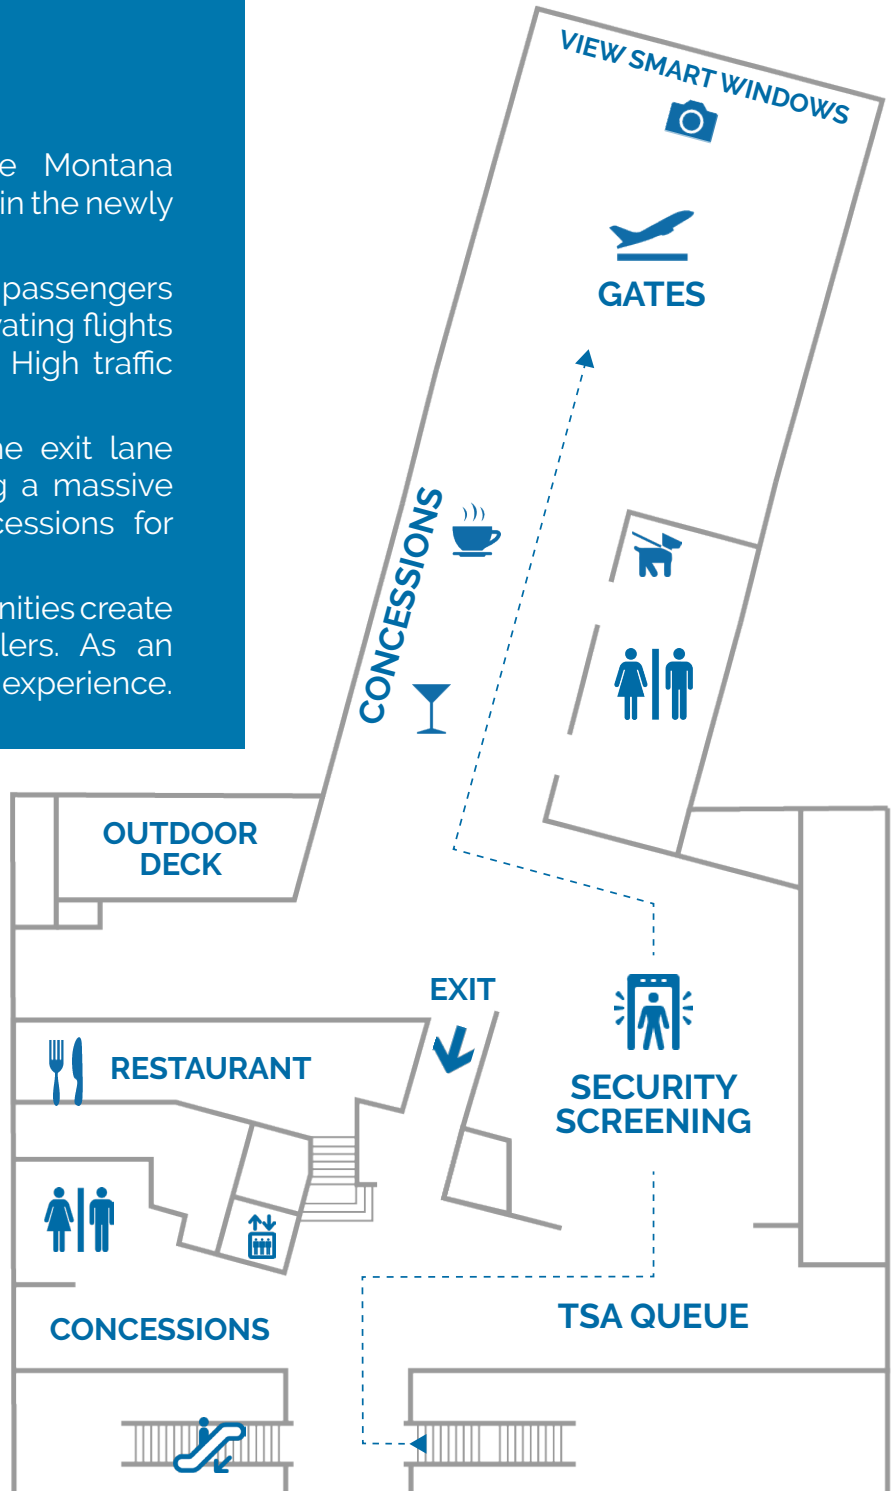 e Montana
in the newly
passengers
vating flights
High traffic
ne exit lane
g a massive
cessions for
nities create
lers. As an
experience.
VIEW SMART WINDOWS
GATES
CONCESSIONS
OUTDOOR
DECK
EXIT
RESTAURANT
SECURITY
SCREENING
CONCESSIONS
TSA QUEUE